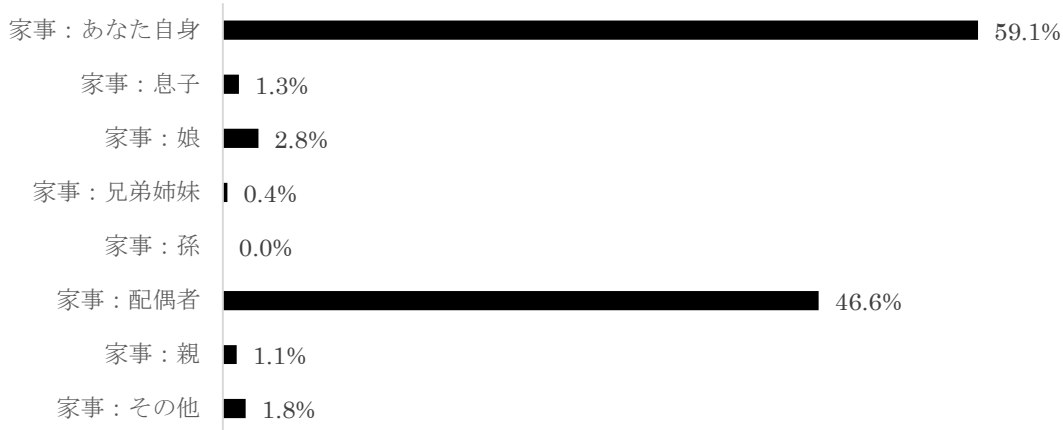 家事：あなた自身 59.1%
家事：息子 1.3%
家事：娘 2.8%
家事：兄弟姉妹 0.4%
家事：孫 0.0%
家事：配偶者 46.6%
家事：親 1.1%
家事：その他 1.8%